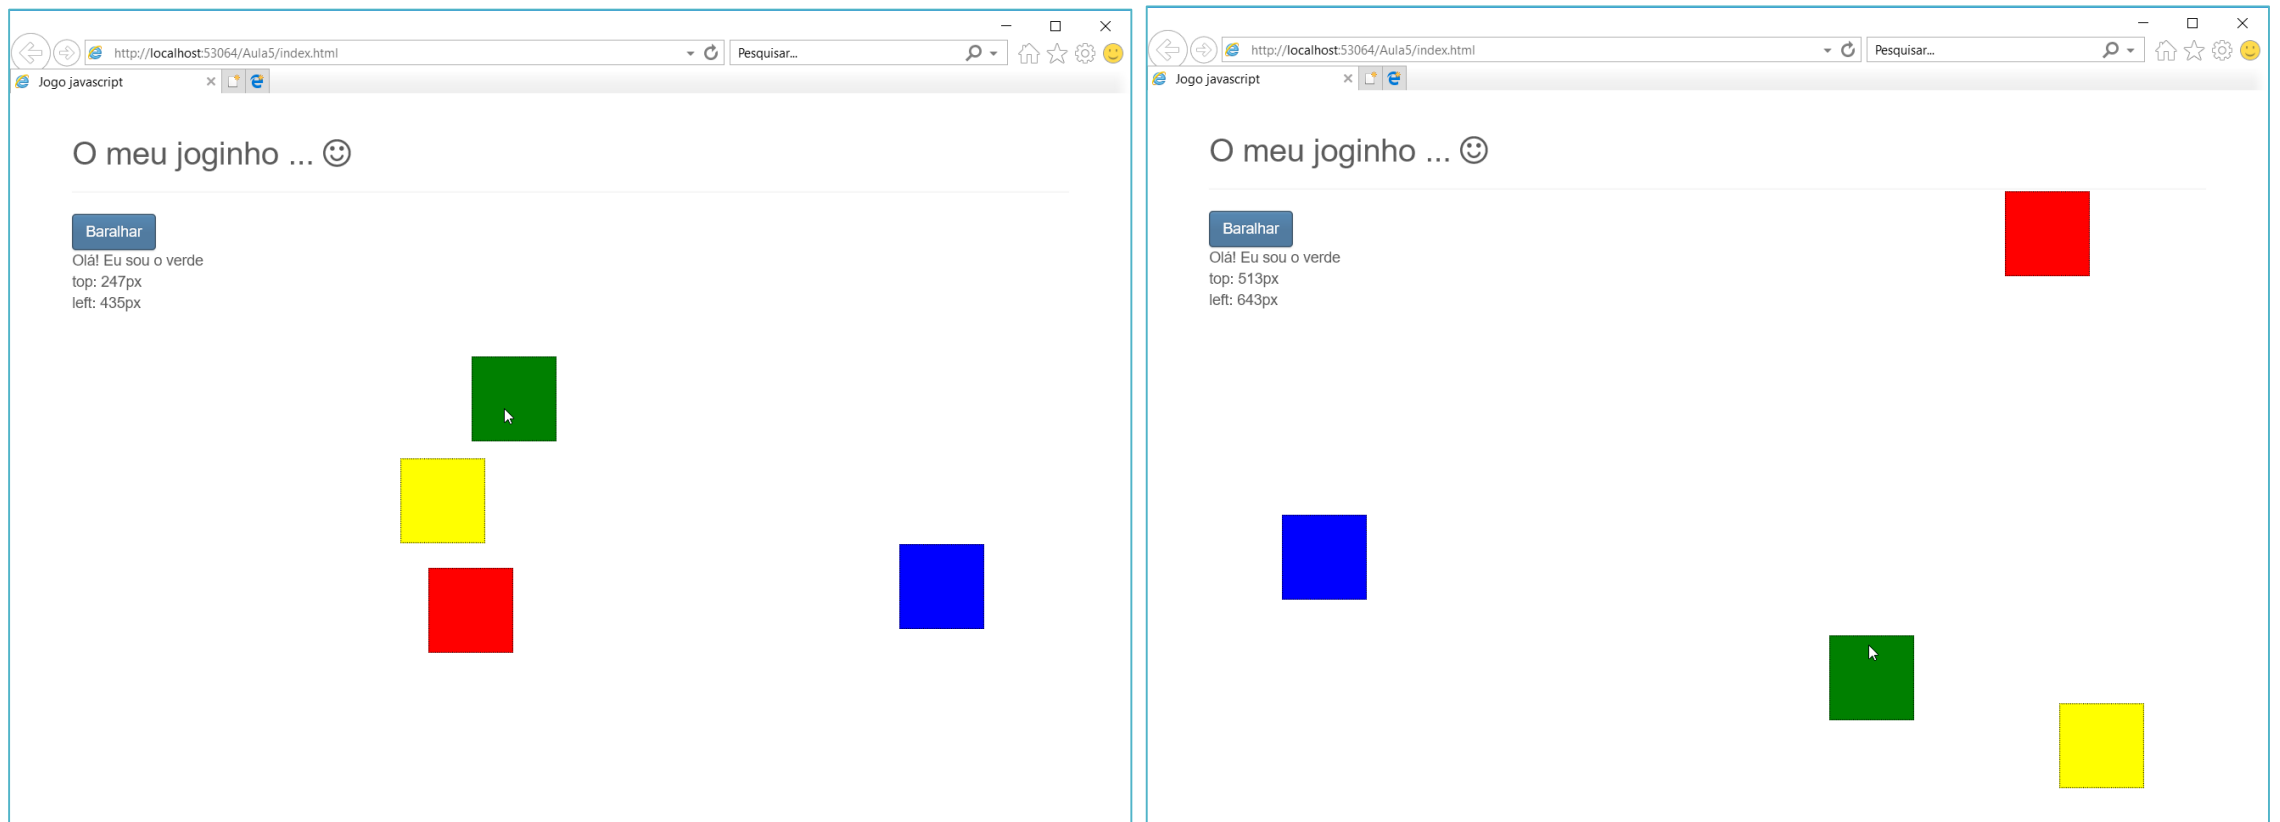 http://localhost:53064/Aula5/index.html
Pesquisar...
Jogo javascript
O meu joginho ...
Baralhar
Olá! Eu sou o verde
top: 247px
left: 435px
http://localhost:53064/Aula5/index.html
Pesquisar...
Jogo javascript
O meu joginho ...
Baralhar
Olá! Eu sou o verde
top: 513px
left: 643px